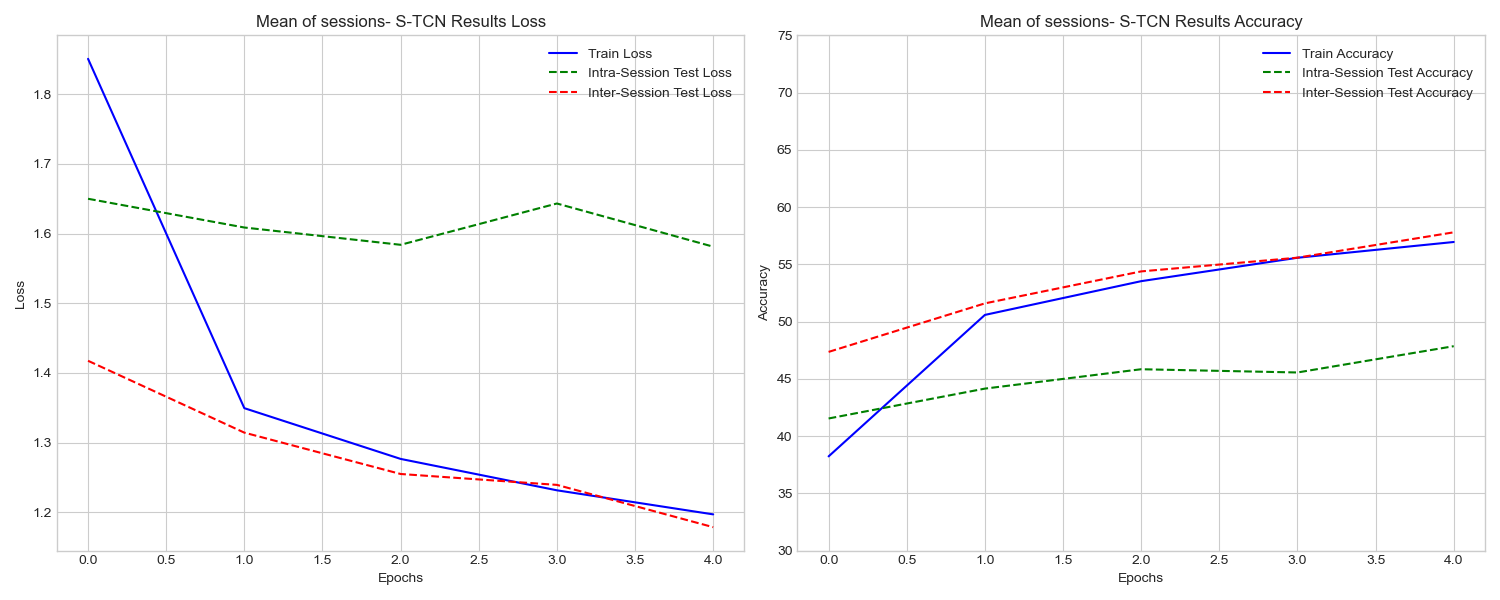 Mean of sessions- S-TCN Results Loss
Train Loss
Intra-Session Test Loss
Inter-Session Test Loss
1.8
1.7
1.6
1.5
1.4
1.3
1.2
Loss
0.0 0.5 1.0 1.5 2.0 2.5 3.0 3.5 4.0
Epochs
Mean of sessions- S-TCN Results Accuracy
Train Accuracy
Intra-Session Test Accuracy
Inter-Session Test Accuracy
75
70
65
60
55
50
45
40
35
30
Accuracy
0.0 0.5 1.0 1.5 2.0 2.5 3.0 3.5 4.0
Epochs